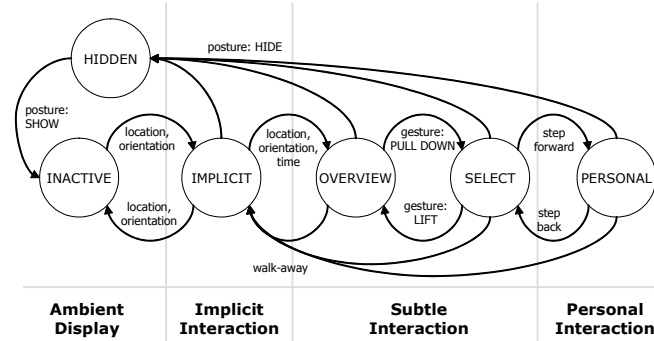 HIDDEN
posture: HIDE
posture:
SHOW
location,
orientation
location,
orientation,
time
gesture:
PULL DOWN
step
forward
INACTIVE
IMPLICIT
OVERVIEW
SELECT
PERSONAL
location,
orientation
gesture:
LIFT
step
back
walk-away
Ambient
Display
Implicit
Interaction
Subtle
Interaction
Personal
Interaction